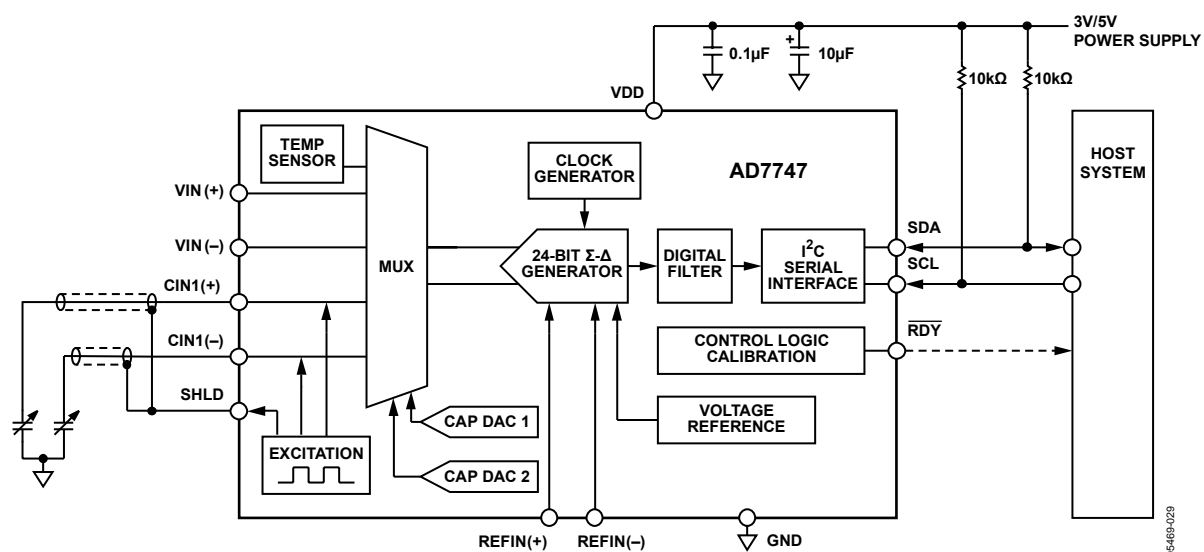 3V/5V
POWER SUPPLY
0.1µF
10µF
10kΩ
10kΩ
VDD
TEMP
SENSOR
CLOCK
GENERATOR
AD7747
HOST
SYSTEM
VIN (+)
VIN (–)
MUX
24-BIT Σ-Δ
GENERATOR
DIGITAL
FILTER
I²C
SERIAL
INTERFACE
SDA
SCL
CIN1(+)
CIN1(–)
SHLD
CONTROL LOGIC
CALIBRATION
RDY
VOLTAGE
REFERENCE
EXCITATION
CAP DAC 1
CAP DAC 2
REFIN(+)
REFIN(–)
GND
05469-029